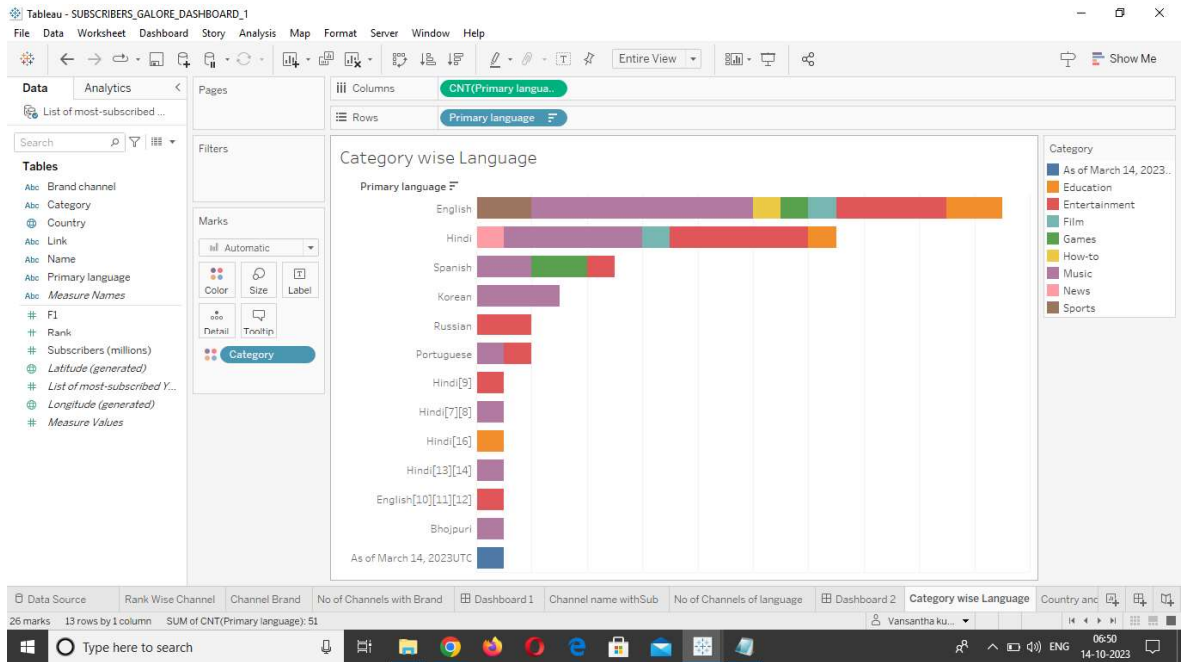 Tableau - SUBSCRIBERS_GALORE_DASHBOARD_1
File Data Worksheet Dashboard Story Analysis Map Format Server Window Help
Entire View
Show Me
Data Analytics
List of most-subscribed ...
Search
Tables
Abc Brand channel
Abc Category
Country
Abc Link
Abc Name
Abc Primary language
Abc Measure Names
# F1
# Rank
# Subscribers (millions)
Latitude (generated)
# List of most-subscribed Y...
Longitude (generated)
# Measure Values
Pages
Filters
Marks
Automatic
Color Size Label
Detail Tooltip
Category
Columns CNT(Primary langua..
Rows Primary language
Category wise Language
Primary language
English
Hindi
Spanish
Korean
Russian
Portuguese
Hindi[9]
Hindi[7][8]
Hindi[16]
Hindi[13][14]
English[10][11][12]
Bhojpuri
As of March 14, 2023UTC
Category
As of March 14, 2023..
Education
Entertainment
Film
Games
How-to
Music
News
Sports
Data Source Rank Wise Channel Channel Brand No of Channels with Brand Dashboard 1 Channel name withSub No of Channels of language Dashboard 2 Category wise Language Country and
26 marks 13 rows by 1 column SUM of CNT(Primary language): 51 Vansantha ku...
Type here to search
ENG
06:50
14-10-2023